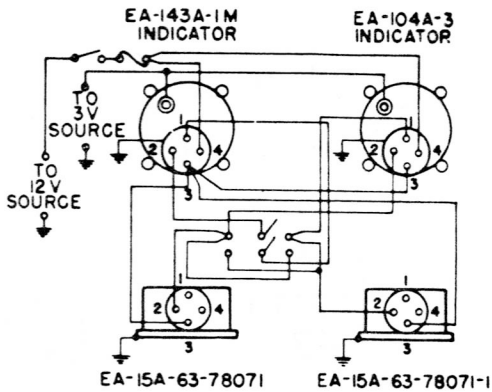 EA-143A-1M
INDICATOR
EA-104A-3
INDICATOR
TO
3V
SOURCE
TO
12V
SOURCE
1
2
4
3
1
2
4
3
1
2
4
3
1
2
4
3
EA-15A-63-78071
EA-15A-63-78071-1